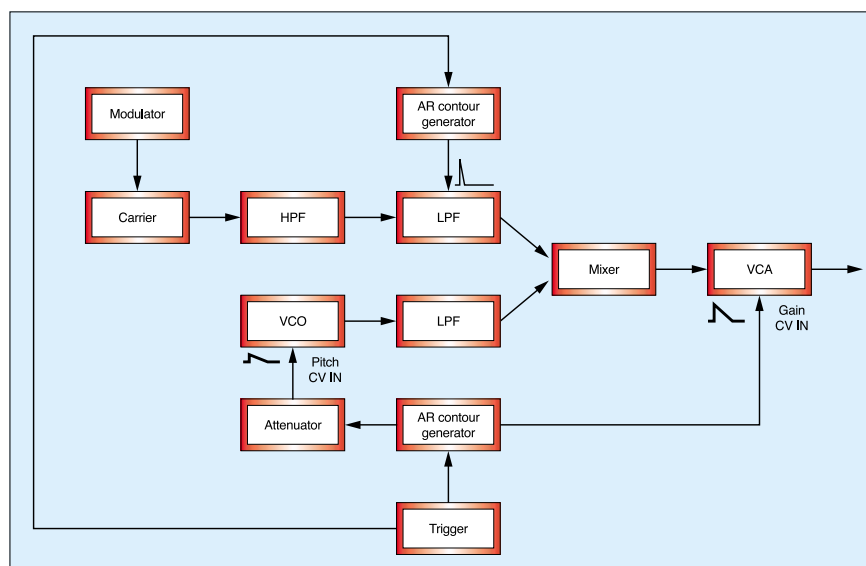 AR contour
generator
Modulator
Carrier
HPF
LPF
Mixer
VCA
VCO
LPF
Gain
CV IN
Pitch
CV IN
Attenuator
AR contour
generator
Trigger